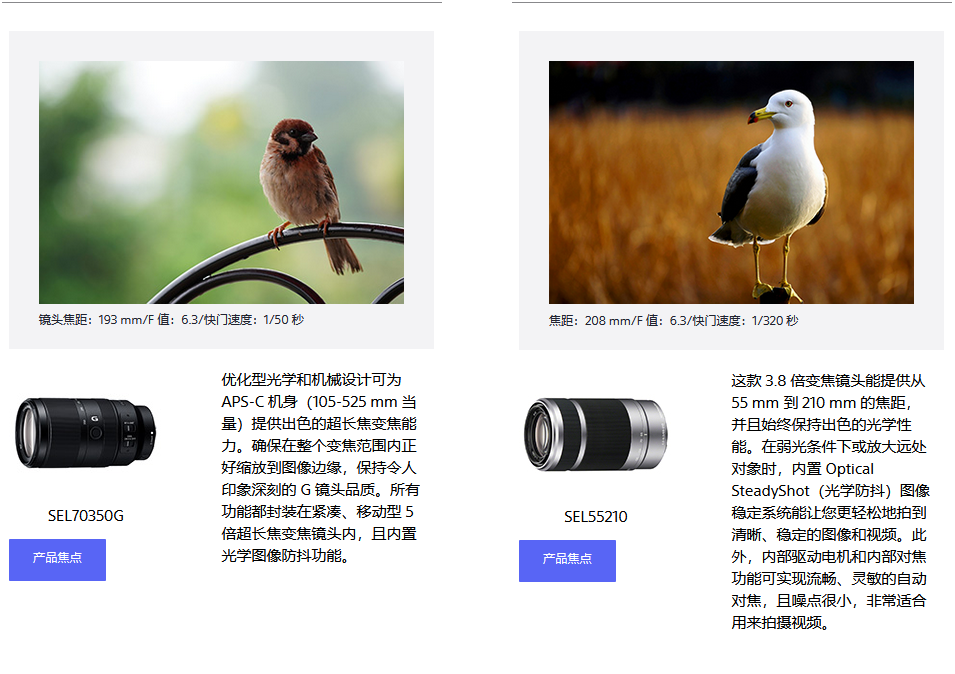 镜头焦距：193 mm/F 值：6.3/快门速度：1/50 秒
优化型光学和机械设计可为
APS-C 机身（105-525 mm 当
量）提供出色的超长焦变焦能
力。确保在整个变焦范围内正
好缩放到图像边缘，保持令人
印象深刻的 G 镜头品质。所有
功能都封装在紧凑、移动型 5
倍超长焦变焦镜头内，且内置
光学图像防抖功能。
G
SEL70350G
产品焦点
焦距：208 mm/F 值：6.3/快门速度：1/320 秒
这款 3.8 倍变焦镜头能提供从
55 mm 到 210 mm 的焦距，
并且始终保持出色的光学性
能。在弱光条件下或放大远处
对象时，内置 Optical
SteadyShot（光学防抖）图像
稳定系统能让您更轻松地拍到
清晰、稳定的图像和视频。此
外，内部驱动电机和内部对焦
功能可实现流畅、灵敏的自动
对焦，且噪点很小，非常适合
用来拍摄视频。
SEL55210
产品焦点